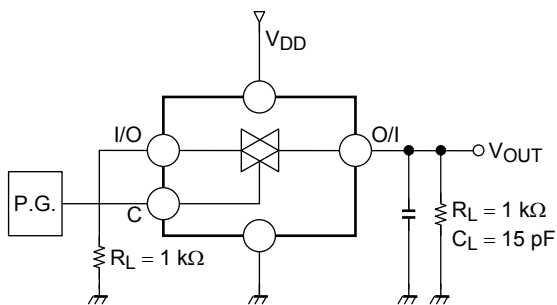 V_DD
I/O
O/I
V_OUT
P.G.
C
R_L = 1 kΩ
C_L = 15 pF
R_L = 1 kΩ